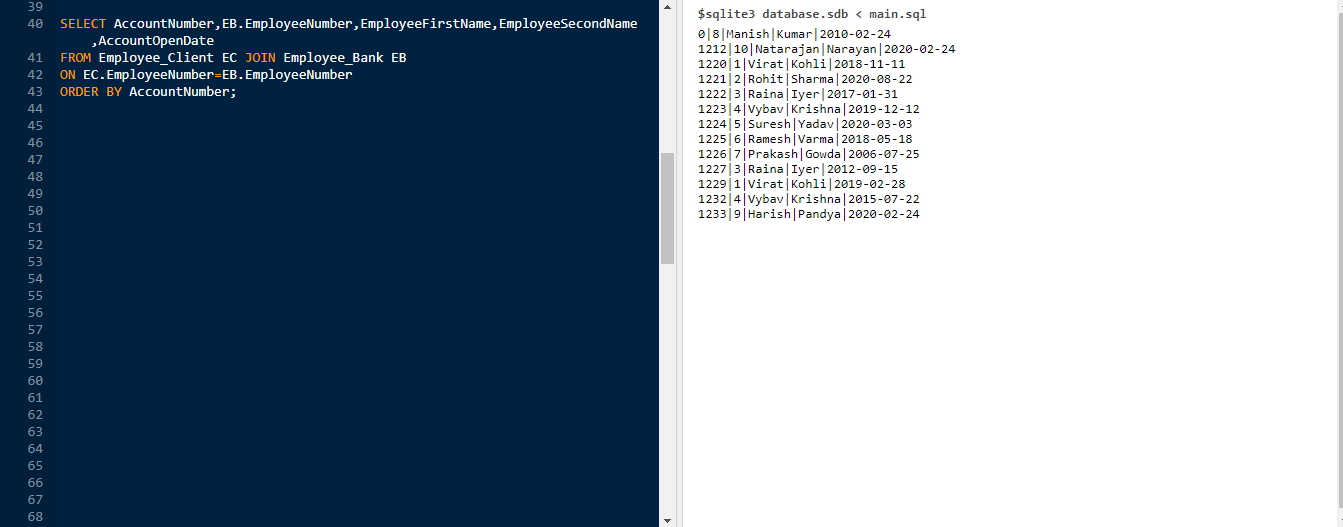 39
40 SELECT AccountNumber,EB.EmployeeNumber,EmployeeFirstName,EmployeeSecondName
,AccountOpenDate
41 FROM Employee_Client EC JOIN Employee_Bank EB
42 ON EC.EmployeeNumber=EB.EmployeeNumber
43 ORDER BY AccountNumber;
44
45
46
47
48
49
50
51
52
53
54
55
56
57
58
59
60
61
62
63
64
65
66
67
68
$sqlite3 database.sdb < main.sql
0|8|Manish|Kumar|2010-02-24
1212|10|Natarajan|Narayan|2020-02-24
1220|1|Virat|Kohli|2018-11-11
1221|2|Rohit|Sharma|2020-08-22
1222|3|Raina|Iyer|2017-01-31
1223|4|Vybav|Krishna|2019-12-12
1224|5|Suresh|Yadav|2020-03-03
1225|6|Ramesh|Varma|2018-05-18
1226|7|Prakash|Gowda|2006-07-25
1227|3|Raina|Iyer|2012-09-15
1229|1|Virat|Kohli|2019-02-28
1232|4|Vybav|Krishna|2015-07-22
1233|9|Harish|Pandya|2020-02-24